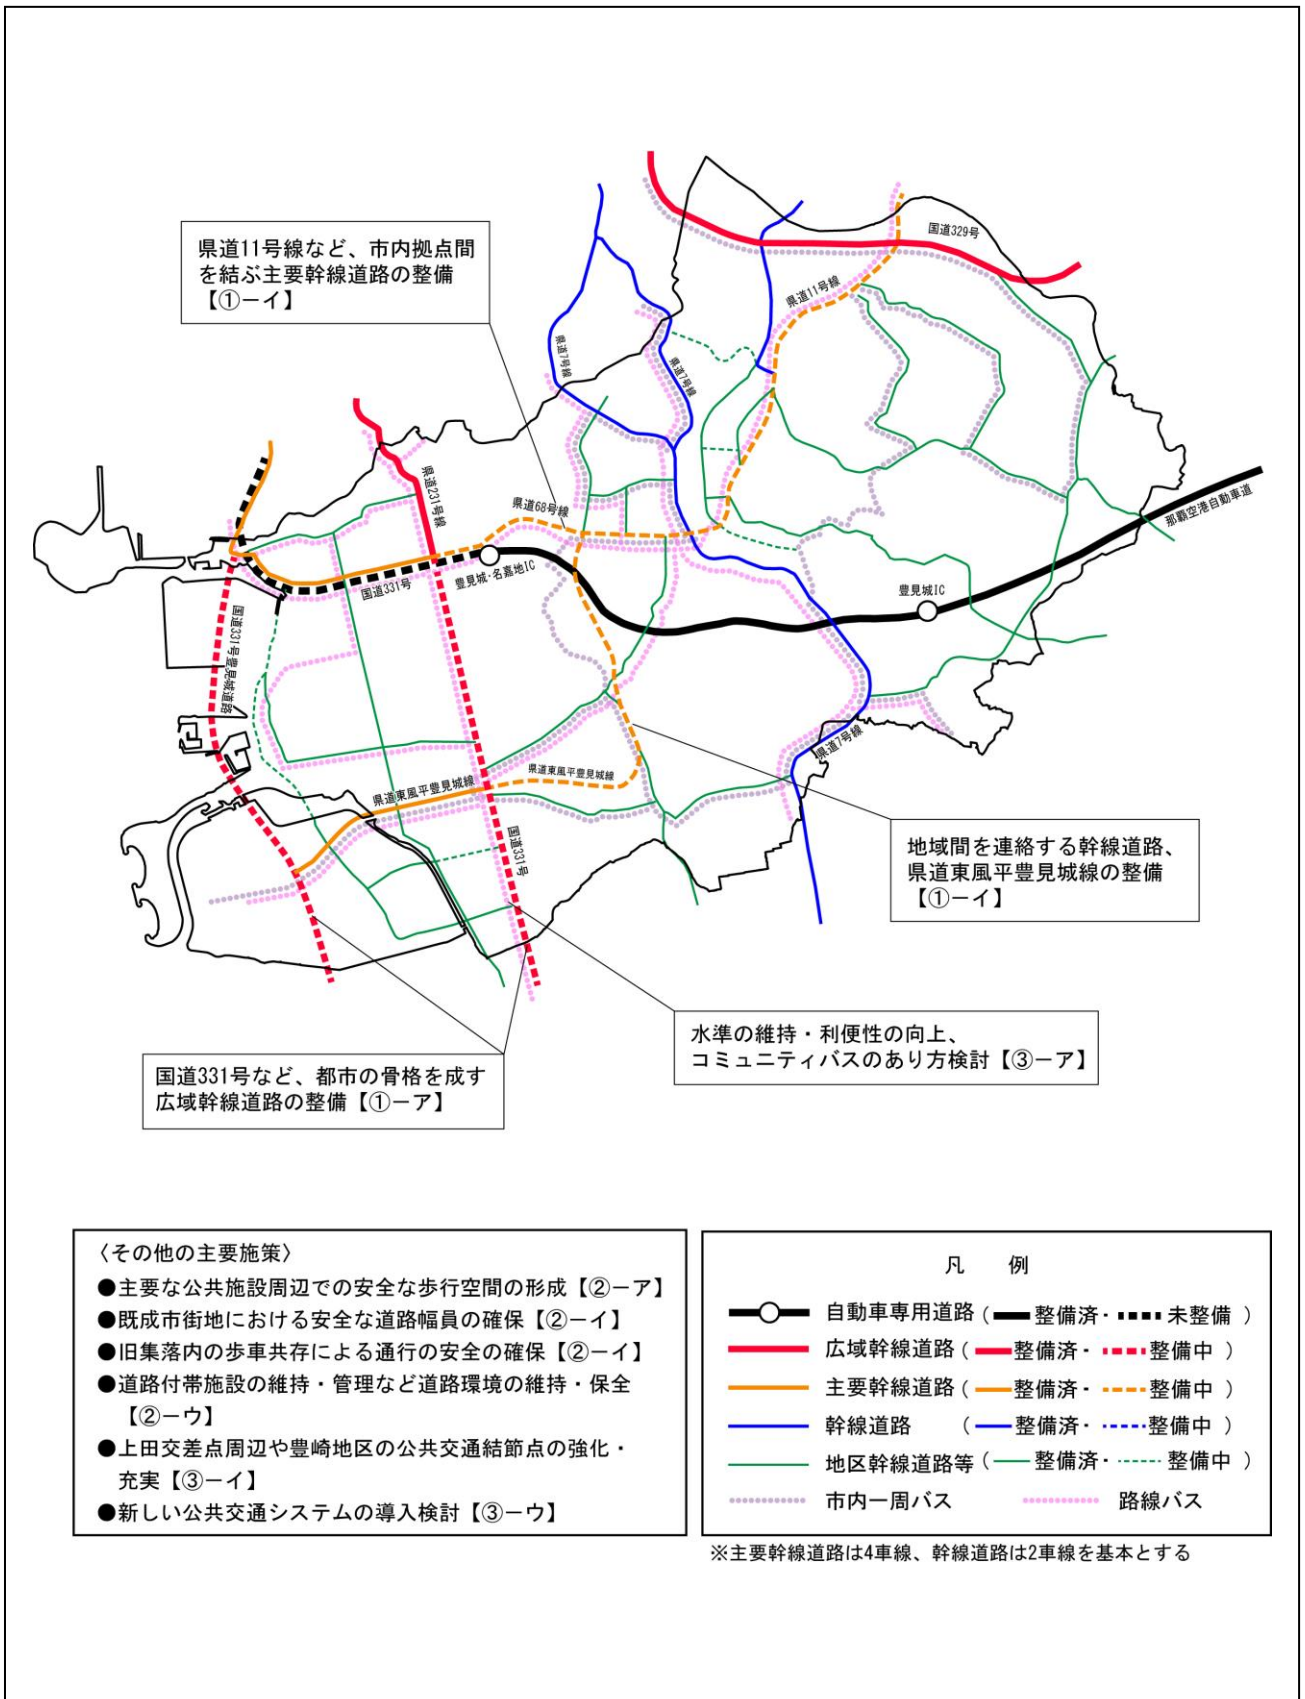 県道11号線など、市内拠点間
を結ぶ主要幹線道路の整備
【①－イ】
国道329号
県道11号線
県道7号線
県道7号線
県道231号線
県道68号線
那覇空港自動車道
豊見城・名嘉地IC
国道331号
豊見城IC
国道331号豊見城道路
県道7号線
県道東風平豊見城線
県道東風平豊見城線
国道331号
地域間を連絡する幹線道路、
県道東風平豊見城線の整備
【①－イ】
水準の維持・利便性の向上、
コミュニティバスのあり方検討【③－ア】
国道331号など、都市の骨格を成す
広域幹線道路の整備【①－ア】
〈その他の主要施策〉
●主要な公共施設周辺での安全な歩行空間の形成【②－ア】
●既成市街地における安全な道路幅員の確保【②－イ】
●旧集落内の歩車共存による通行の安全の確保【②－イ】
●道路付帯施設の維持・管理など道路環境の維持・保全
【②－ウ】
●上田交差点周辺や豊崎地区の公共交通結節点の強化・
充実【③－イ】
●新しい公共交通システムの導入検討【③－ウ】
凡　例
自動車専用道路（ 整備済・ 未整備 ）
広域幹線道路（ 整備済・ 整備中 ）
主要幹線道路（ 整備済・ 整備中 ）
幹線道路 （ 整備済・ 整備中 ）
地区幹線道路等（ 整備済・ 整備中 ）
市内一周バス 路線バス
※主要幹線道路は4車線、幹線道路は2車線を基本とする